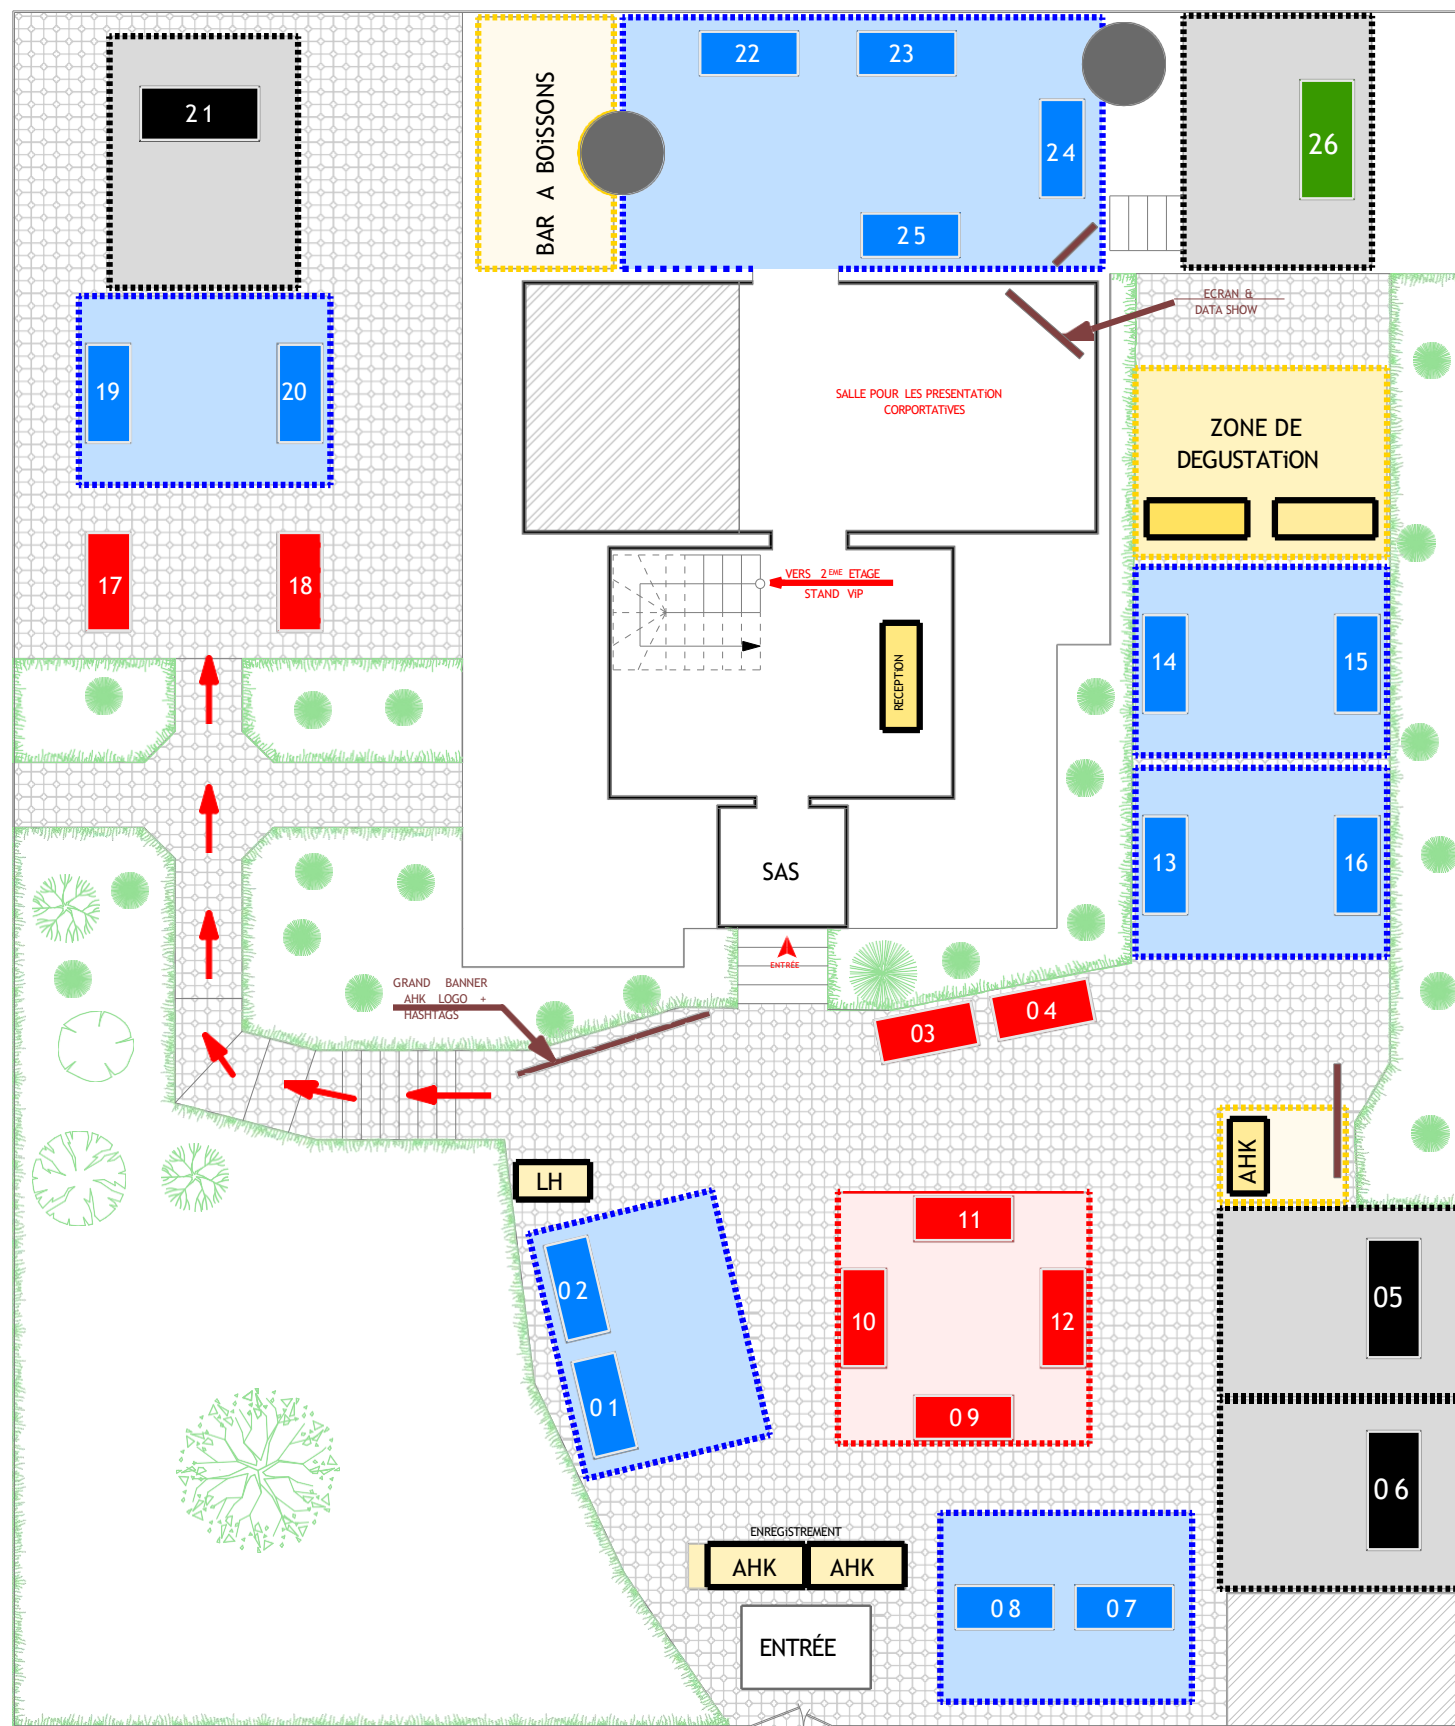 22
23
21
BAR A BOiSSONS
24
26
25
ECRAN &
DATA SHOW
19
20
SALLE POUR LES PRESENTATiON
CORPORTATiVES
ZONE DE
DEGUSTATiON
17
18
VERS 2EME ETAGE
STAND ViP
RECEPTiON
14
15
13
16
SAS
ENTRÉE
GRAND BANNER
AHK LOGO +
HASHTAGS
03
04
LH
AHK
11
02
10
12
05
01
09
06
ENREGiSTREMENT
AHK
AHK
08
07
ENTRÉE